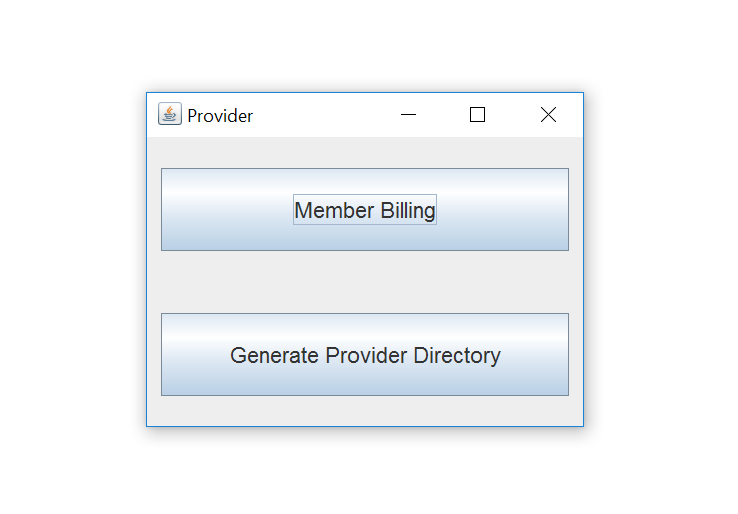 Provider
Member Billing
Generate Provider Directory